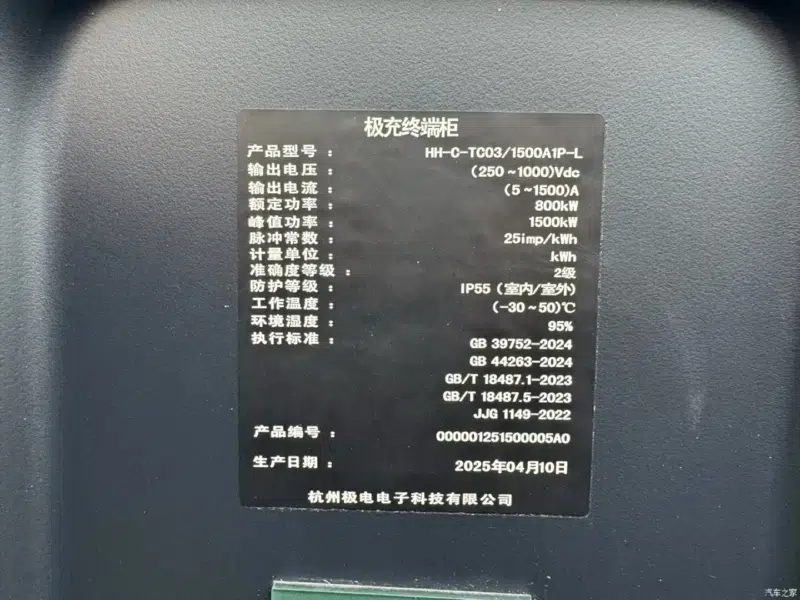 极充终端柜
产品型号： HH-C-TC03/1500A1P-L
输出电压： (250~1000)Vdc
输出电流： (5~1500)A
额定功率： 800kW
峰值功率： 1500kW
脉冲常数： 25imp/kWh
计量单位： kWh
准确度等级： 2级
防护等级： IP55（室内/室外）
工作温度： (-30~50)℃
环境湿度： 95%
执行标准： GB 39752-2024
GB 44263-2024
GB/T 18487.1-2023
GB/T 18487.5-2023
JJG 1149-2022
产品编号： 000001251500005A0
生产日期： 2025年04月10日
杭州极电电子科技有限公司
汽车之家